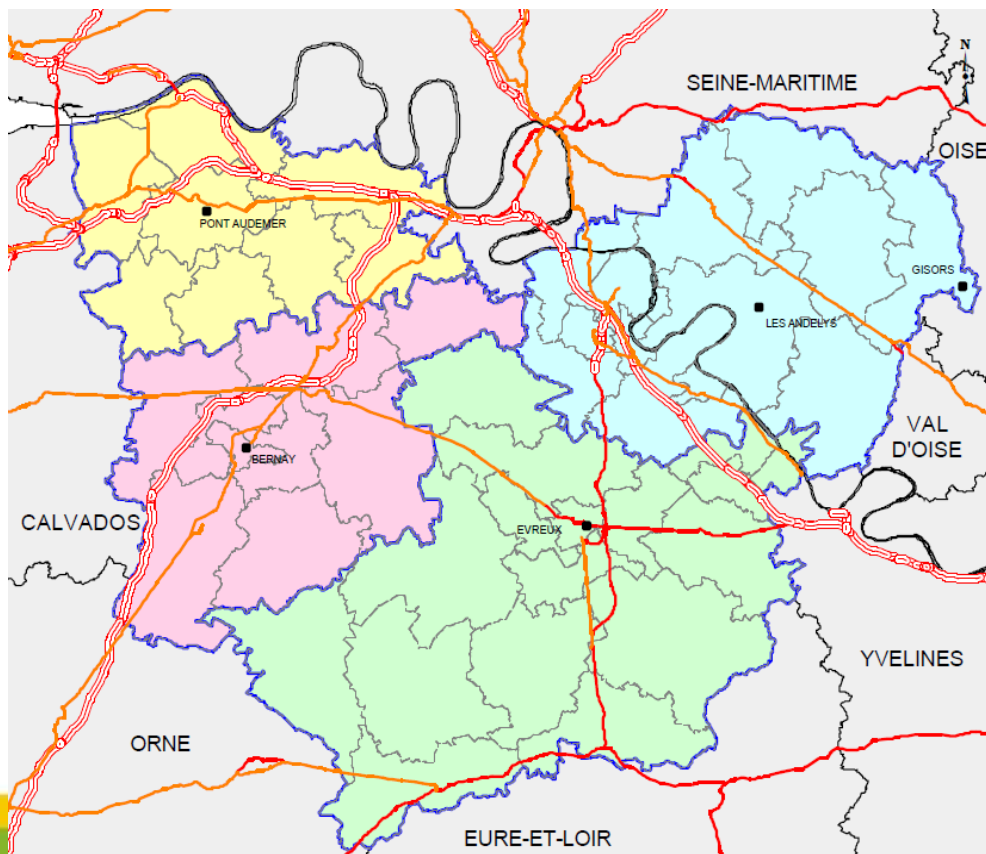 N
SEINE-MARITIME
OISE
PONT AUDEMER
GISORS
LES ANDELYS
VAL
D'OISE
BERNAY
CALVADOS
EVREUX
YVELINES
ORNE
EURE-ET-LOIR